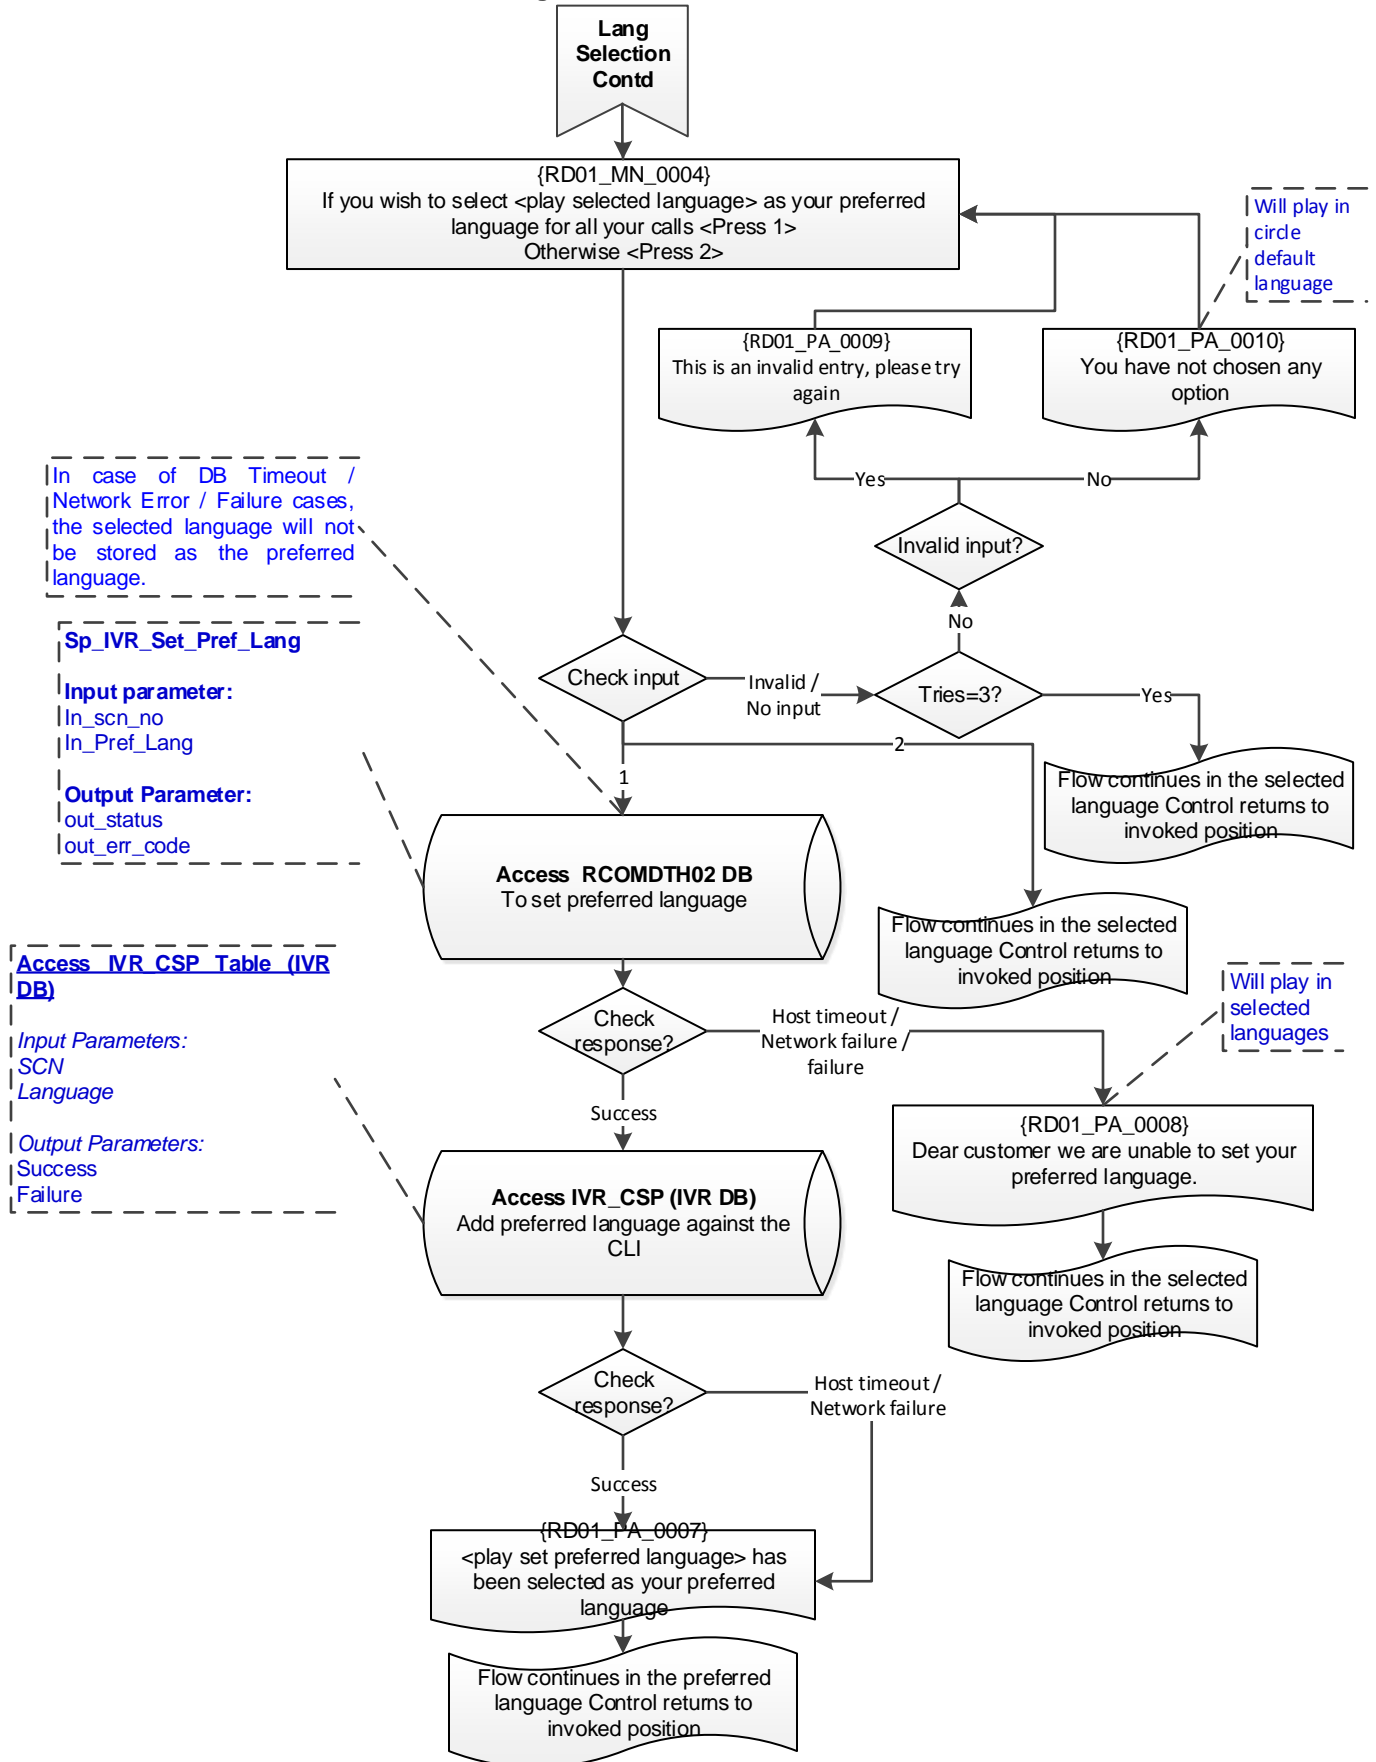 Lang
Selection
Contd
{RD01_MN_0004}
If you wish to select <play selected language> as your preferred
language for all your calls <Press 1>
Otherwise <Press 2>
Will play in
circle
default
language
{RD01_PA_0009}
This is an invalid entry, please try
again
{RD01_PA_0010}
You have not chosen any
option
Yes
No
Invalid input?
No
In case of DB Timeout /
Network Error / Failure cases,
the selected language will not
be stored as the preferred
language.
Sp_IVR_Set_Pref_Lang
Input parameter:
In_scn_no
In_Pref_Lang
Output Parameter:
out_status
out_err_code
Check input
Invalid /
No input
Tries=3?
Yes
2
1
Flow continues in the selected
language Control returns to
invoked position
Access RCOMDTH02 DB
To set preferred language
Flow continues in the selected
language Control returns to
invoked position
Access IVR_CSP Table (IVR
DB)
Input Parameters:
SCN
Language
Output Parameters:
Success
Failure
Check
response?
Host timeout /
Network failure /
failure
Will play in
selected
languages
Success
{RD01_PA_0008}
Dear customer we are unable to set your
preferred language.
Access IVR_CSP (IVR DB)
Add preferred language against the
CLI
Flow continues in the selected
language Control returns to
invoked position
Check
response?
Host timeout /
Network failure
Success
{RD01_PA_0007}
<play set preferred language> has
been selected as your preferred
language
Flow continues in the preferred
language Control returns to
invoked position